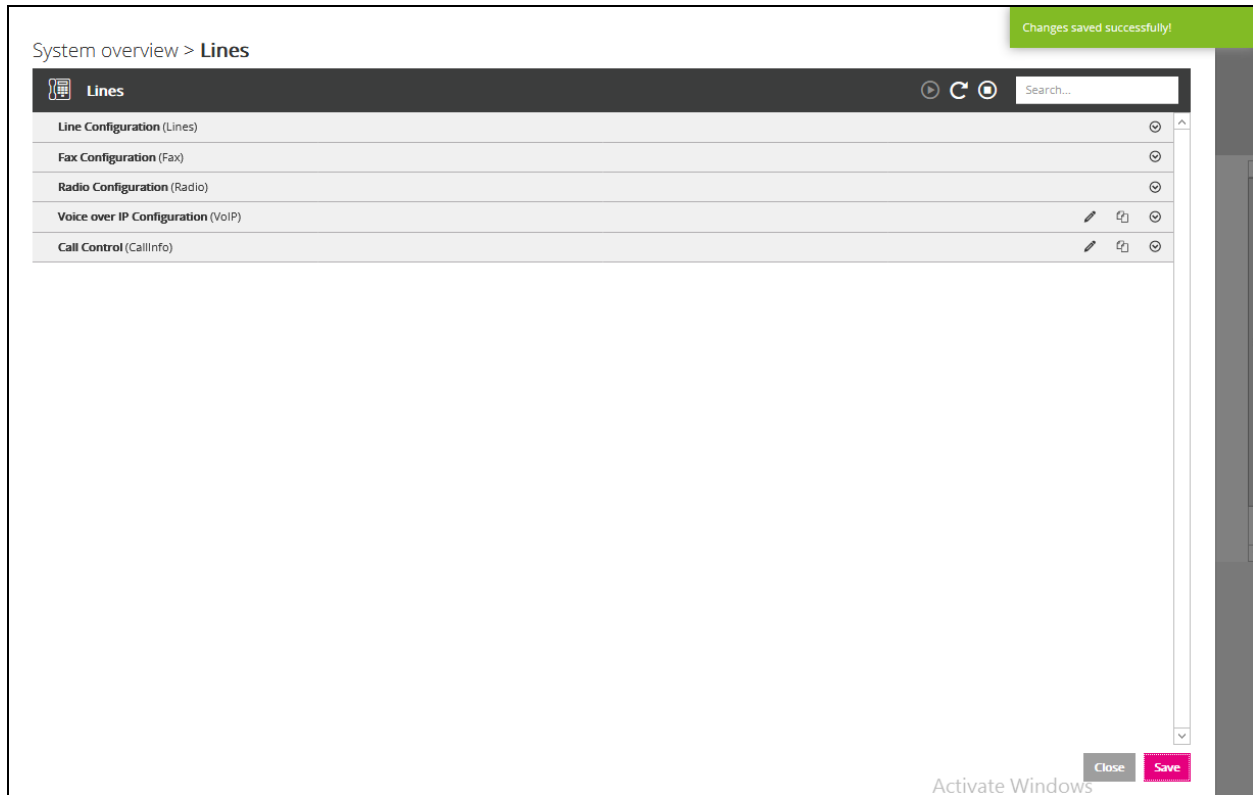 Changes saved successfully!
System overview > Lines
Lines
Search...
Line Configuration (Lines)
Fax Configuration (Fax)
Radio Configuration (Radio)
Voice over IP Configuration (VoIP)
Call Control (CallInfo)
Close
Save
Activate Windows